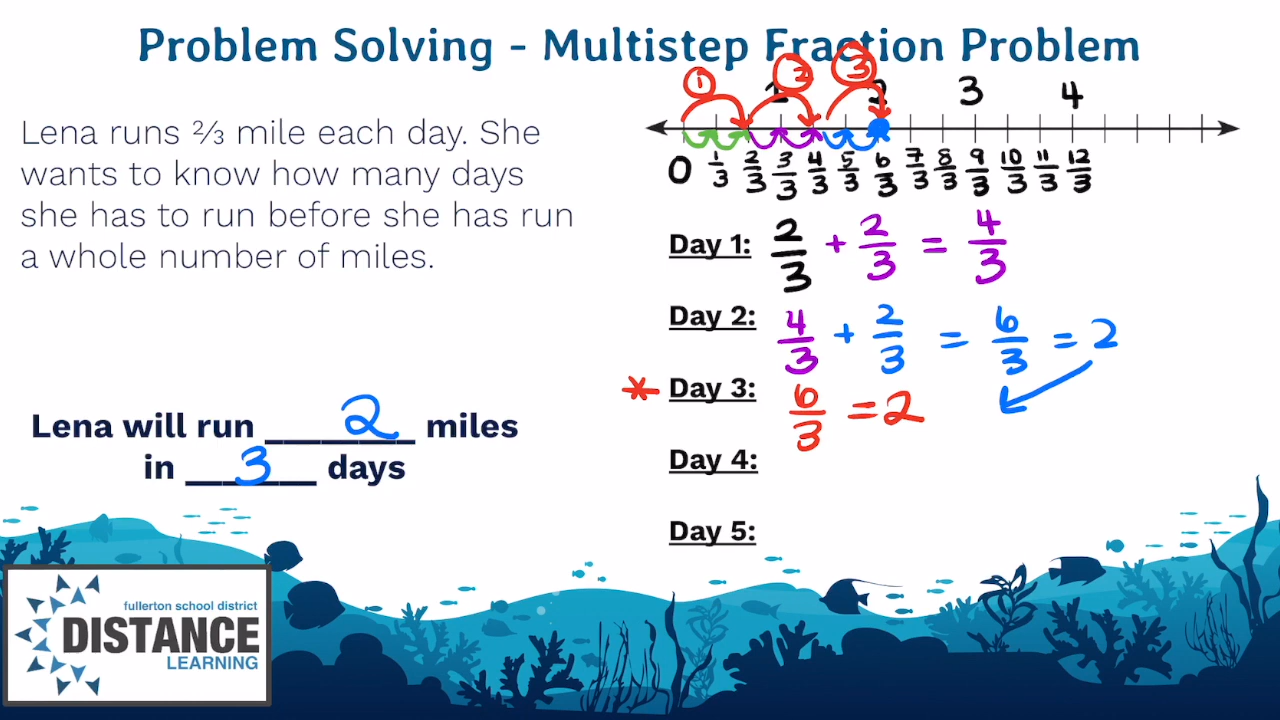 Problem Solving - Multistep Fraction Problem
Lena runs ⅔ mile each day. She
wants to know how many days
she has to run before she has run
a whole number of miles.
Lena will run 2 miles
in 3 days
1 2 3
1 2 3 4
0 1/3 2/3 3/3 4/3 5/3 6/3 7/3 8/3 9/3 10/3 11/3 12/3
Day 1: 2/3 + 2/3 = 4/3
Day 2: 4/3 + 2/3 = 6/3 = 2
* Day 3: 6/3 = 2
Day 4:
Day 5:
fullerton school district
DISTANCE
LEARNING